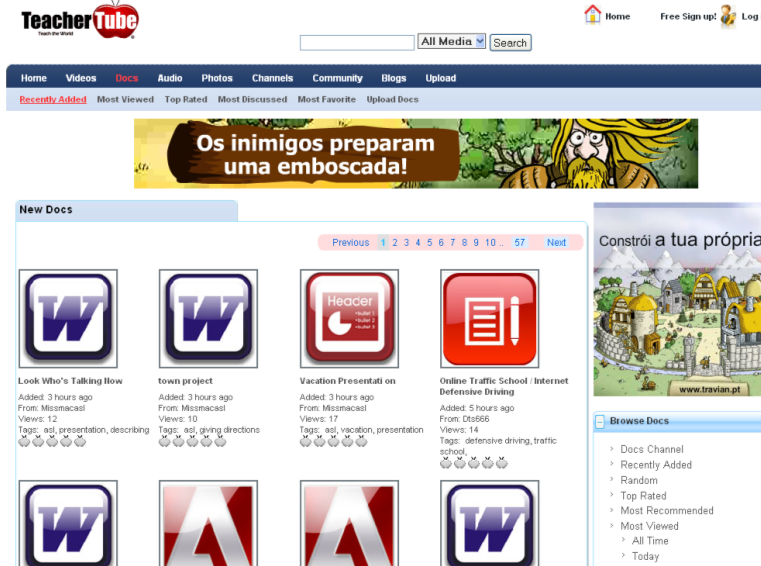 TeacherTube
Teach the World
Home
Free Sign up!
Log
All Media
Search
Home Videos Docs Audio Photos Channels Community Blogs Upload
Recently Added Most Viewed Top Rated Most Discussed Most Favorite Upload Docs
Os inimigos preparam
uma emboscada!
New Docs
Previous 1 2 3 4 5 6 7 8 9 10 ... 57 Next
W
W
Header
•bullet 1
•bullet 2
•bullet 3
Look Who's Talking Now
Added: 3 hours ago
From: Missmacasl
Views: 12
Tags: asl, presentation, describing
town project
Added: 3 hours ago
From: Missmacasl
Views: 10
Tags: asl, giving directions
Vacation Presentati on
Added: 3 hours ago
From: Missmacasl
Views: 17
Tags: asl, vacation, presentation
Online Traffic School / Internet
Defensive Driving
Added: 5 hours ago
From: Dts666
Views: 14
Tags: defensive driving, traffic
school,
W
W
Constrói a tua própria
www.travian.pt
Browse Docs
Docs Channel
Recently Added
Random
Top Rated
Most Recommended
Most Viewed
All Time
Today